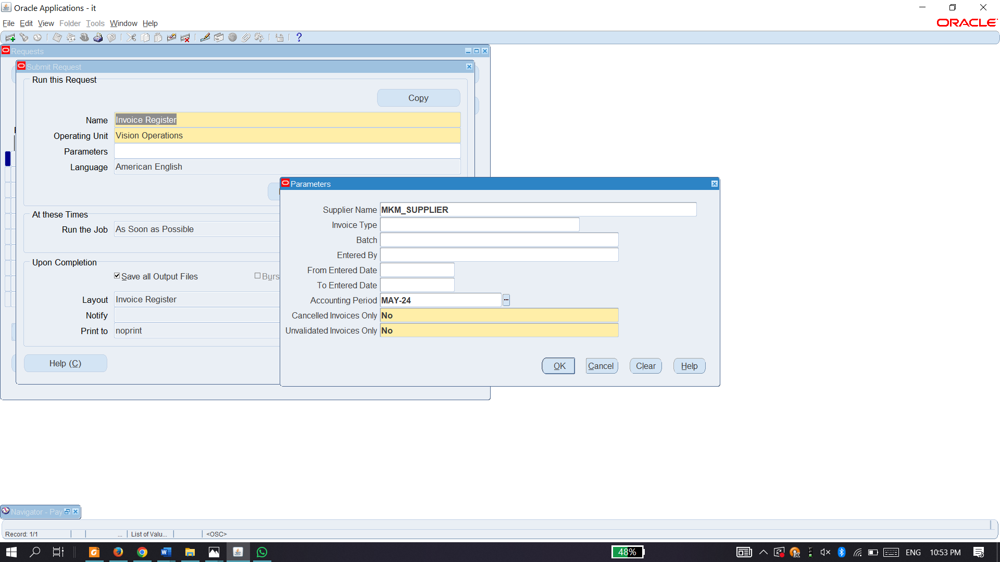 Oracle Applications - it
File Edit View Folder Tools Window Help
ORACLE
Requests
Submit Request
Run this Request
Copy
Name Invoice Register
Operating Unit Vision Operations
Parameters
Language American English
At these Times
Run the Job As Soon as Possible
Upon Completion
Save all Output Files Burs
Layout Invoice Register
Notify
Print to noprint
Help (C)
Parameters
Supplier Name MKM_SUPPLIER
Invoice Type
Batch
Entered By
From Entered Date
To Entered Date
Accounting Period MAY-24
Cancelled Invoices Only No
Unvalidated Invoices Only No
OK Cancel Clear Help
Navigator - Pay
Record: 1/1 ... List of Valu... <OSC>
48% ENG 10:53 PM